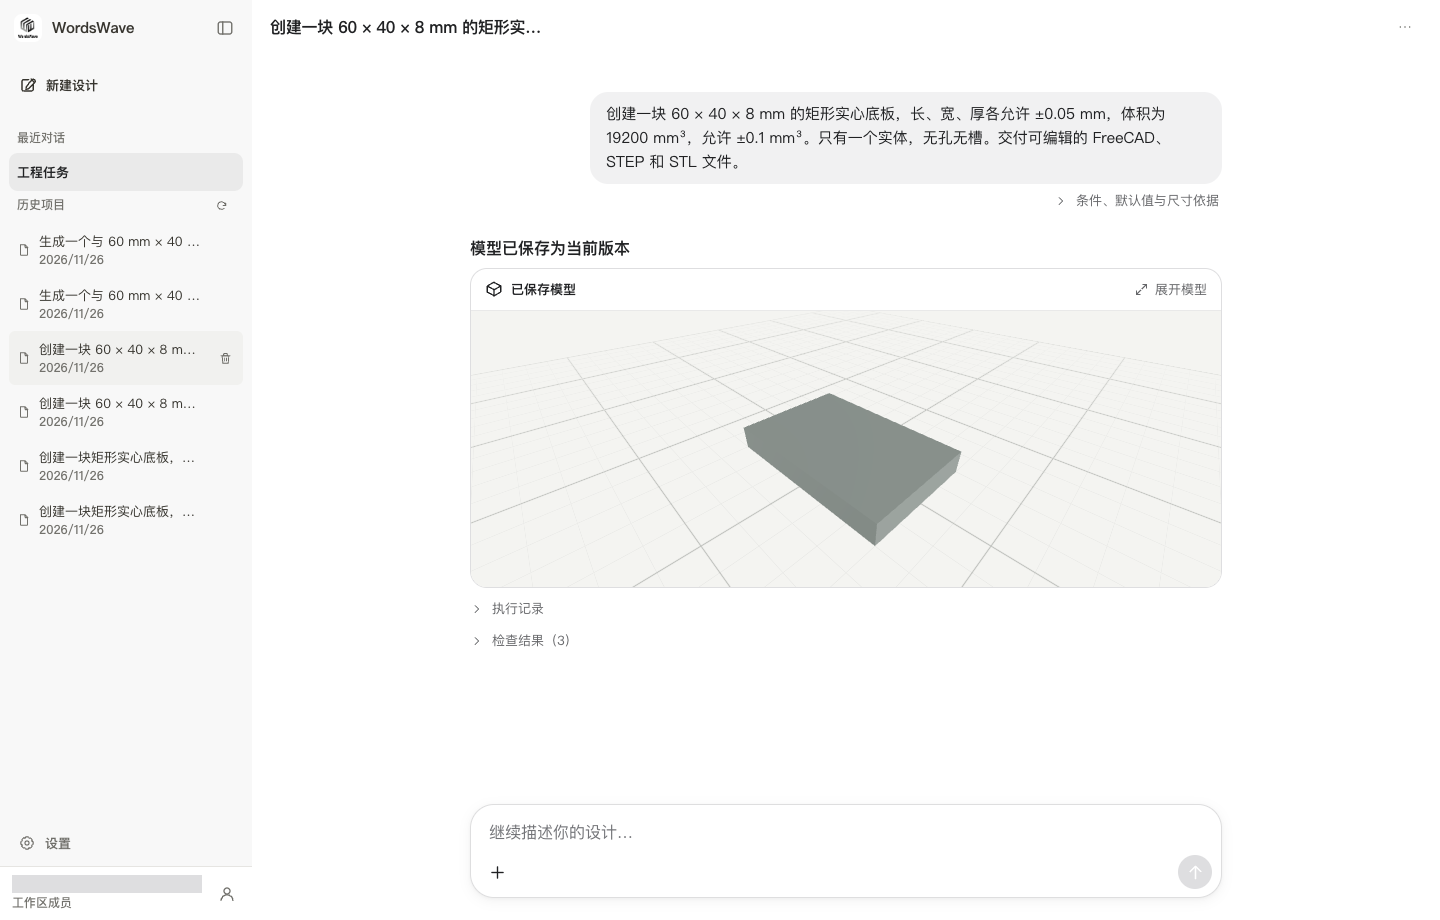 WordsWave
新建设计
最近对话
工程任务
历史项目
生成一个与 60 mm × 40 ...
2026/11/26
生成一个与 60 mm × 40 ...
2026/11/26
创建一块 60 × 40 × 8 m...
2026/11/26
创建一块 60 × 40 × 8 m...
2026/11/26
创建一块矩形实心底板，...
2026/11/26
创建一块矩形实心底板，...
2026/11/26
设置
工作区成员
创建一块 60 × 40 × 8 mm 的矩形实...
创建一块 60 × 40 × 8 mm 的矩形实心底板，长、宽、厚各允许 ±0.05 mm，体积为
19200 mm³，允许 ±0.1 mm³。只有一个实体，无孔无槽。交付可编辑的 FreeCAD、
STEP 和 STL 文件。
条件、默认值与尺寸依据
模型已保存为当前版本
已保存模型
展开模型
执行记录
检查结果（3）
继续描述你的设计...